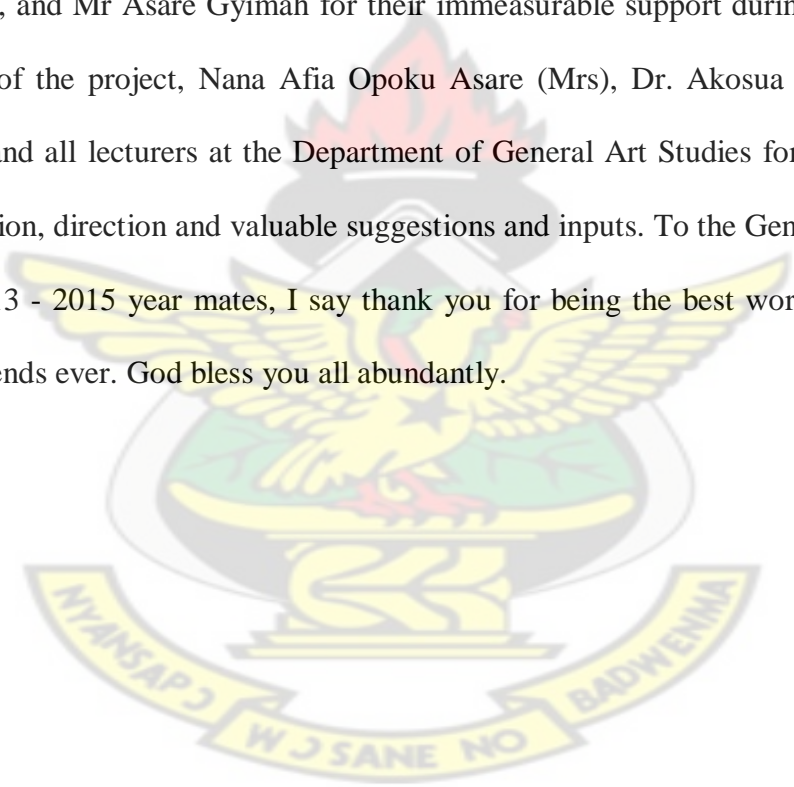 , and Mr Asare Gyimah for their immeasurable support durin
of the project, Nana Afia Opoku Asare (Mrs), Dr. Akosua
and all lecturers at the Department of General Art Studies for
ion, direction and valuable suggestions and inputs. To the Gen
3 - 2015 year mates, I say thank you for being the best wor
ends ever. God bless you all abundantly.
NYANSAPƆ
WƆSANE NO
BADWENMA